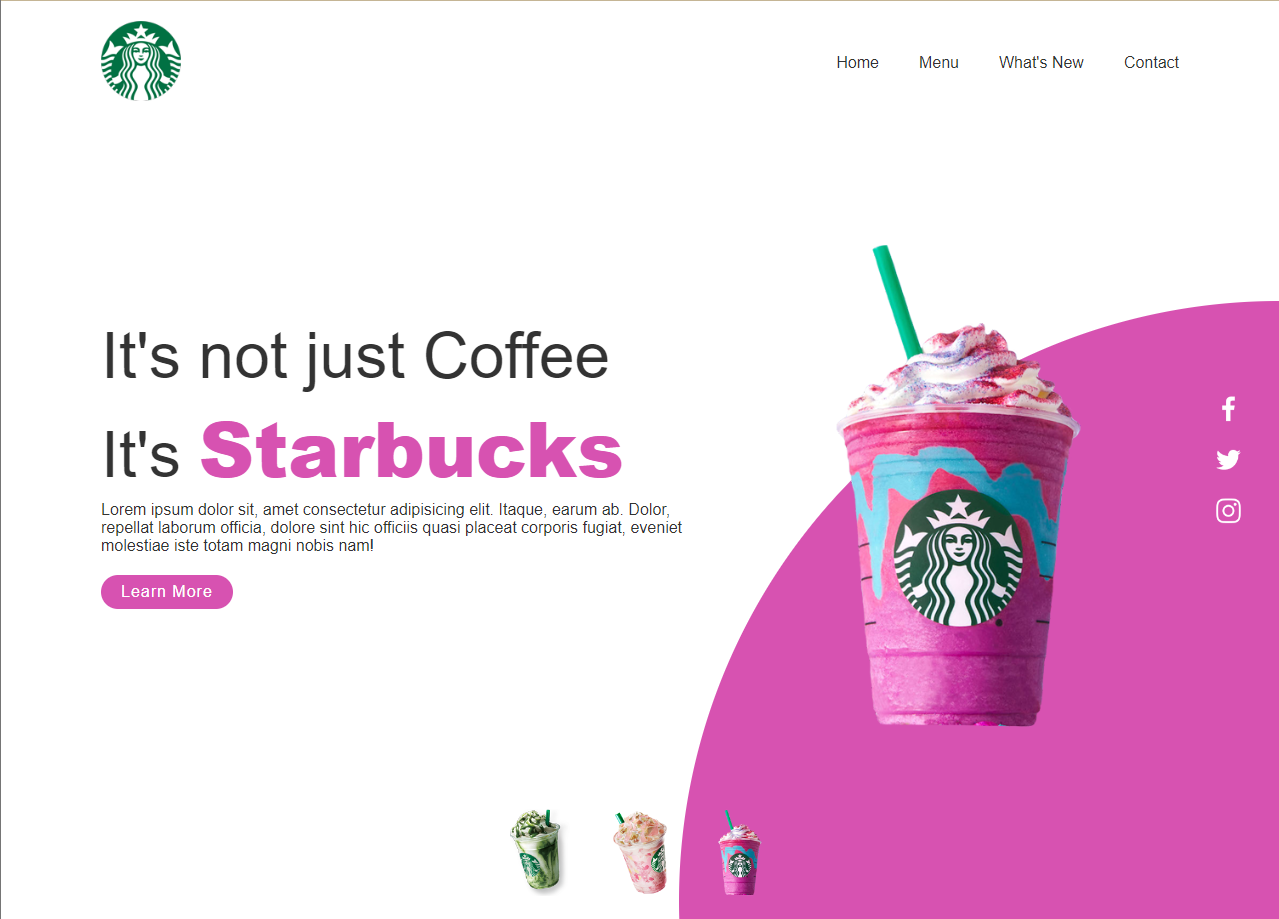 Home Menu What's New Contact
It's not just Coffee
It's Starbucks
Lorem ipsum dolor sit, amet consectetur adipisicing elit. Itaque, earum ab. Dolor,
repellat laborum officia, dolore sint hic officiis quasi placeat corporis fugiat, eveniet
molestiae iste totam magni nobis nam!
Learn More